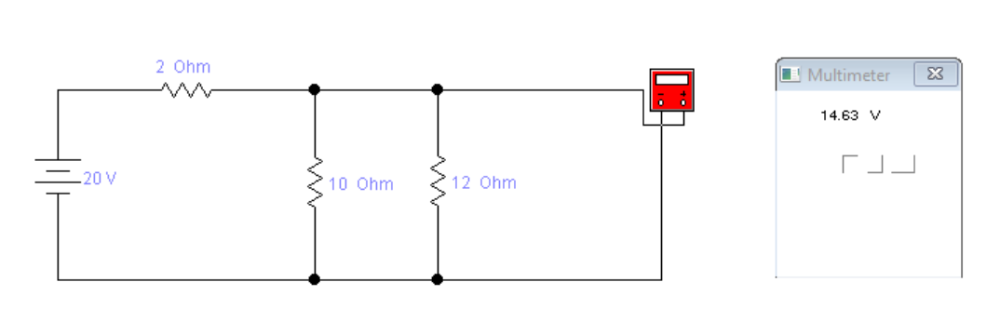 2 Ohm
20 V
10 Ohm
12 Ohm
- +
Multimeter
14.63 V